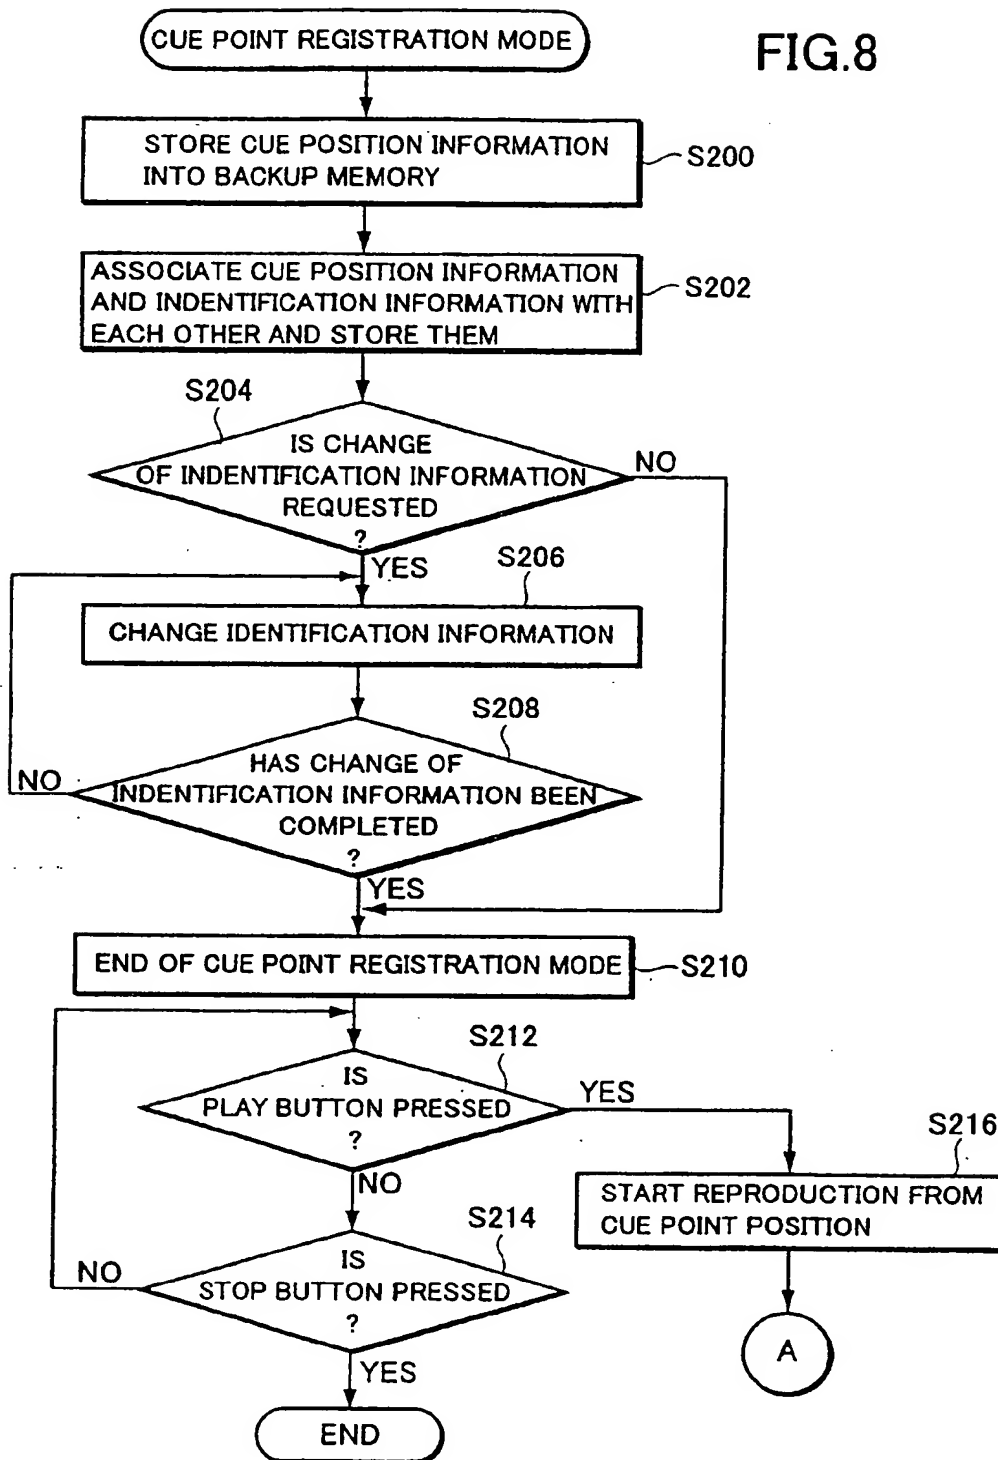 CUE POINT REGISTRATION MODE
FIG.8
STORE CUE POSITION INFORMATION
INTO BACKUP MEMORY
S200
ASSOCIATE CUE POSITION INFORMATION
AND INDENTIFICATION INFORMATION WITH
EACH OTHER AND STORE THEM
S202
S204
IS CHANGE
OF INDENTIFICATION INFORMATION
REQUESTED
?
NO
YES
S206
CHANGE IDENTIFICATION INFORMATION
S208
HAS CHANGE OF
INDENTIFICATION INFORMATION BEEN
COMPLETED
?
NO
YES
END OF CUE POINT REGISTRATION MODE
S210
S212
IS
PLAY BUTTON PRESSED
?
YES
NO
S216
START REPRODUCTION FROM
CUE POINT POSITION
S214
IS
STOP BUTTON PRESSED
?
NO
YES
A
END